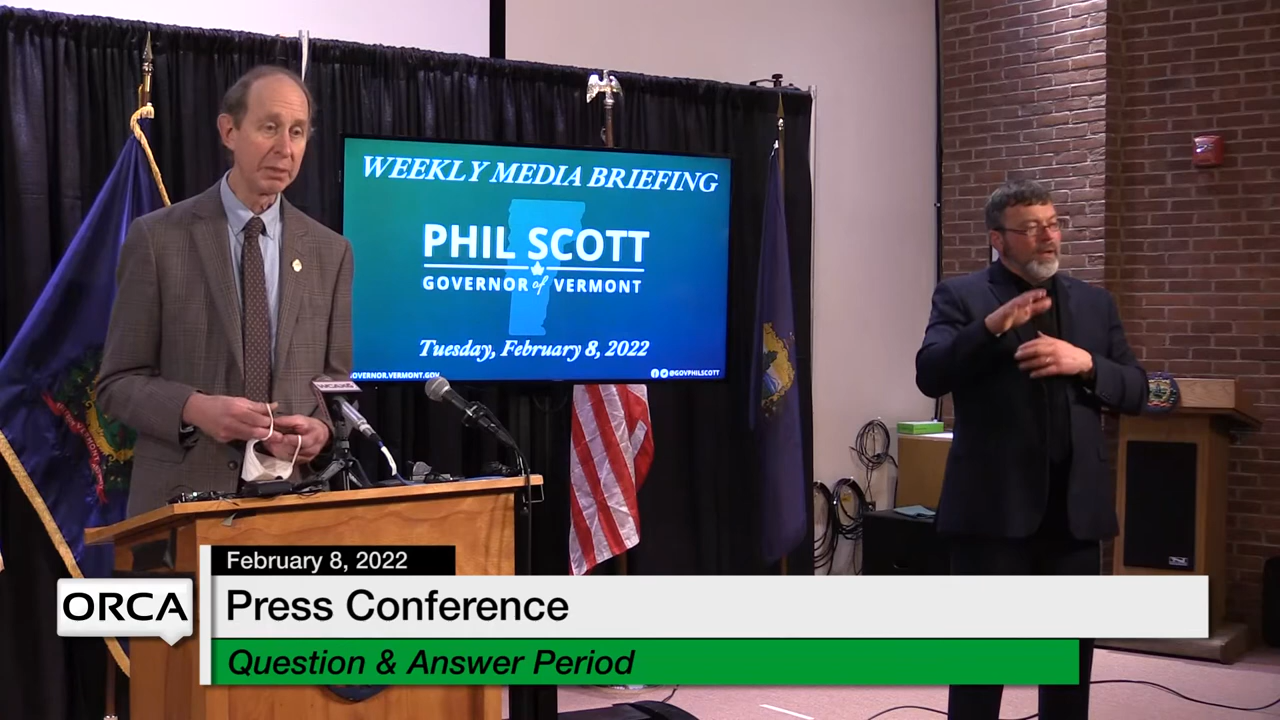 WEEKLY MEDIA BRIEFING
PHIL SCOTT
GOVERNOR of VERMONT
Tuesday, February 8, 2022
GOVERNOR.VERMONT.GOV
@GOVPHILSCOTT
WCAX3
February 8, 2022
ORCA
Press Conference
Question & Answer Period